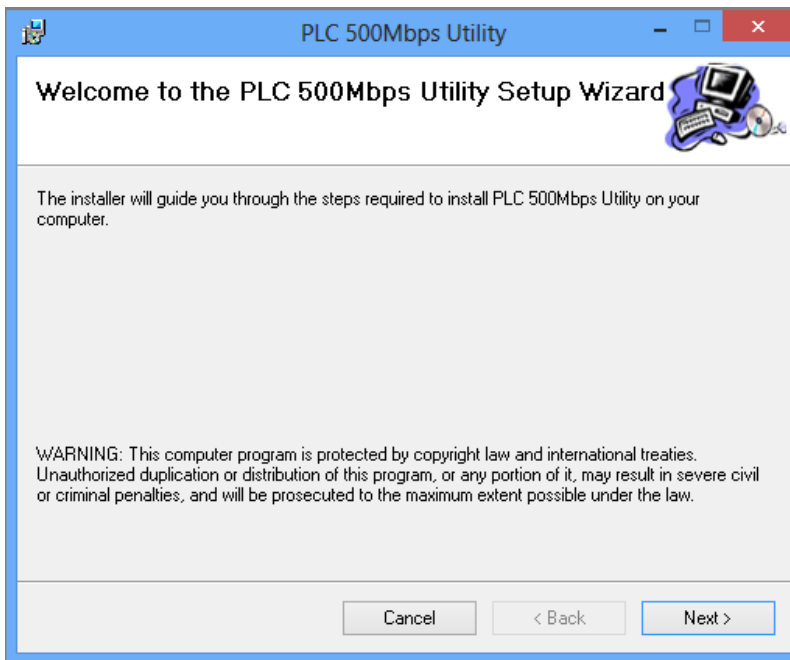 PLC 500Mbps Utility
Welcome to the PLC 500Mbps Utility Setup Wizard
The installer will guide you through the steps required to install PLC 500Mbps Utility on your
computer.
WARNING: This computer program is protected by copyright law and international treaties.
Unauthorized duplication or distribution of this program, or any portion of it, may result in severe civil
or criminal penalties, and will be prosecuted to the maximum extent possible under the law.
Cancel < Back Next >